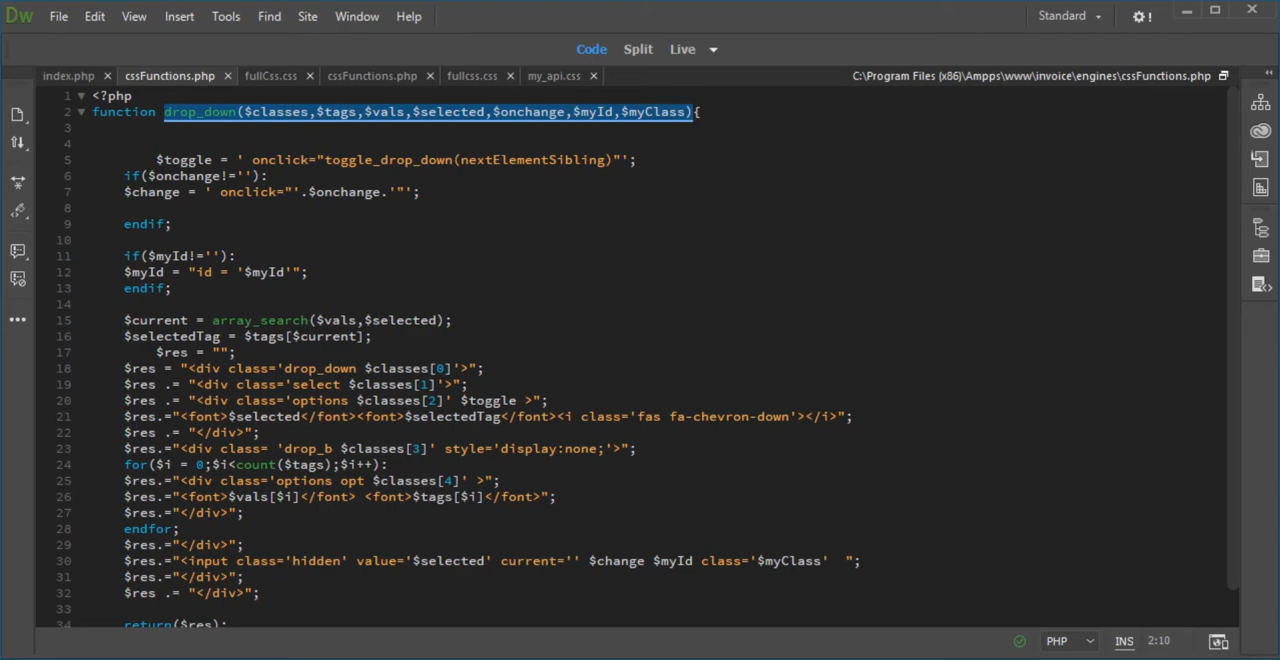 Dw File Edit View Insert Tools Find Site Window Help Standard !
Code Split Live
index.php × cssFunctions.php × fullCss.css × cssFunctions.php × fullcss.css × my_api.css × C:\Program Files (x86)\Ampps\www\invoice\engines\cssFunctions.php
1 <?php
2 function drop_down($classes,$tags,$vals,$selected,$onchange,$myId,$myClass){
3
4
5 $toggle = ' onclick="toggle_drop_down(nextElementSibling)"';
6 if($onchange!=''):
7 $change = ' onclick="'.$onchange.'"';
8
9 endif;
10
11 if($myId!=''):
12 $myId = "id = '$myId'";
13 endif;
14
15 $current = array_search($vals,$selected);
16 $selectedTag = $tags[$current];
17 $res = "";
18 $res = "<div class='drop_down $classes[0]'>";
19 $res .= "<div class='select $classes[1]'>";
20 $res .= "<div class='options $classes[2]' $toggle >";
21 $res.="<font>$selected</font><font>$selectedTag</font><i class='fas fa-chevron-down'></i>";
22 $res .= "</div>";
23 $res.="<div class= 'drop_b $classes[3]' style='display:none;'>";
24 for($i = 0;$i<count($tags);$i++):
25 $res.="<div class='options opt $classes[4]' >";
26 $res.="<font>$vals[$i]</font> <font>$tags[$i]</font>";
27 $res.="</div>";
28 endfor;
29 $res.="</div>";
30 $res.="<input class='hidden' value='$selected' current='' $change $myId class='$myClass'  ";
31 $res.="</div>";
32 $res .= "</div>";
33
34 return($res);
PHP INS 2:10